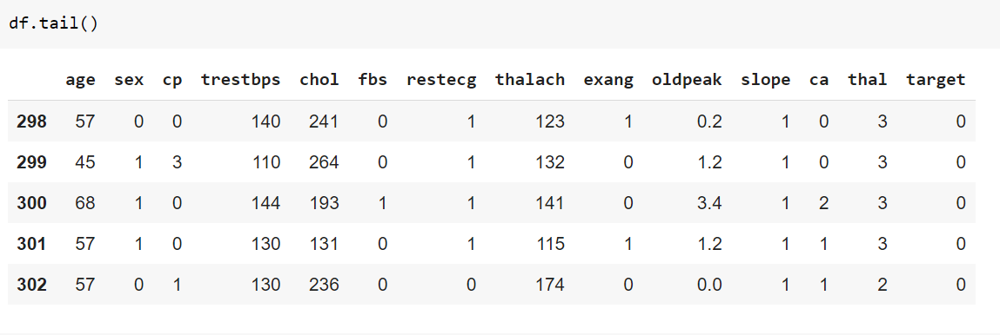 df.tail()
age sex cp trestbps chol fbs restecg thalach exang oldpeak slope ca thal target
298 57 0 0 140 241 0 1 123 1 0.2 1 0 3 0
299 45 1 3 110 264 0 1 132 0 1.2 1 0 3 0
300 68 1 0 144 193 1 1 141 0 3.4 1 2 3 0
301 57 1 0 130 131 0 1 115 1 1.2 1 1 3 0
302 57 0 1 130 236 0 0 174 0 0.0 1 1 2 0